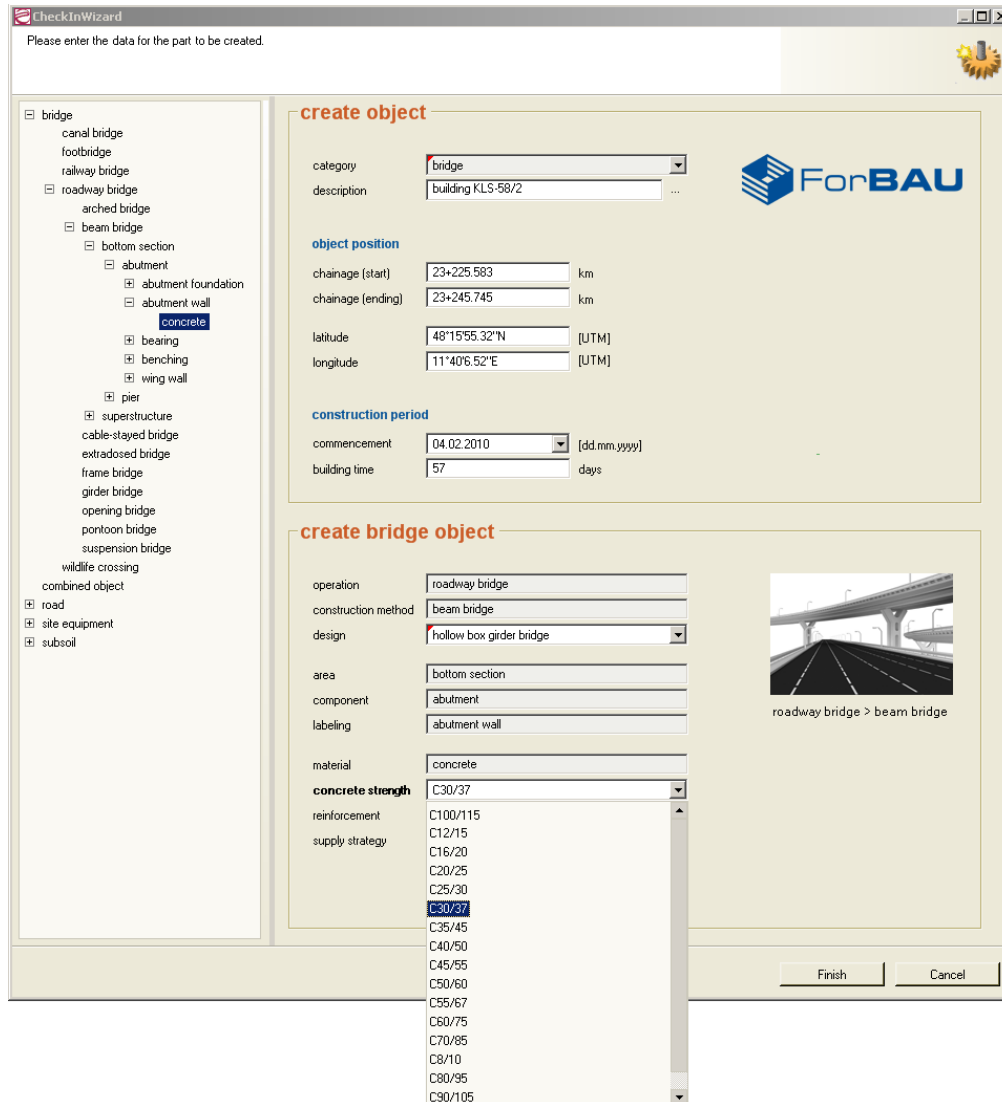 CheckInWizard
Please enter the data for the part to be created.
bridge
canal bridge
footbridge
railway bridge
roadway bridge
arched bridge
beam bridge
bottom section
abutment
abutment foundation
abutment wall
concrete
bearing
benching
wing wall
pier
superstructure
cable-stayed bridge
extradosed bridge
frame bridge
girder bridge
opening bridge
pontoon bridge
suspension bridge
wildlife crossing
combined object
road
site equipment
subsoil
create object
category bridge
description building KLS-58/2 ...
ForBAU
object position
chainage (start) 23+225.583 km
chainage (ending) 23+245.745 km
latitude 48°15'55.32''N [UTM]
longitude 11°40'6.52''E [UTM]
construction period
commencement 04.02.2010 [dd.mm.yyyy]
building time 57 days
create bridge object
operation roadway bridge
construction method beam bridge
design hollow box girder bridge
area bottom section
component abutment
labeling abutment wall
roadway bridge > beam bridge
material concrete
concrete strength C30/37
reinforcement
supply strategy
C100/115
C12/15
C16/20
C20/25
C25/30
C30/37
C35/45
C40/50
C45/55
C50/60
C55/67
C60/75
C70/85
C8/10
C80/95
C90/105
Finish Cancel